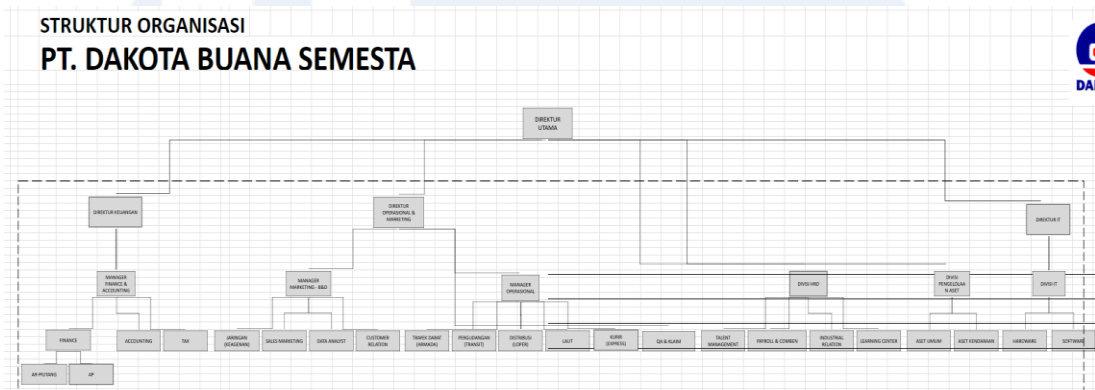 STRUKTUR ORGANISASI
PT. DAKOTA BUANA SEMESTA
DIREKTUR
UTAMA
DIREKTUR KEUANGAN
DIREKTUR
OPERASIONAL &
MARKETING
DIREKTUR IT
MANAGER
FINANCE &
ACCOUNTING
MANAGER
MARKETING - B&D
MANAGER
OPERASIONAL
DIVISI HRD
DIVISI
PENGELOLAA
N ASET
DIVISI IT
FINANCE
ACCOUNTING
TAX
JARINGAN
(KEAGENAN)
SALES MARKETING
DATA ANALYST
CUSTOMER
RELATION
TRAYEK DARAT
(ARMADA)
PERGUDANGAN
(TRANSIT)
DISTRIBUSI
(LOPER)
LAUT
KURIR
(EXPRESS)
QA & KLAIM
TALENT
MANAGEMENT
PAYROLL & COMBEN
INDUSTRIAL
RELATION
LEARNING CENTER
ASET UMUM
ASET KENDARAAN
HARDWARE
SOFTWARE
AR-PIUTANG